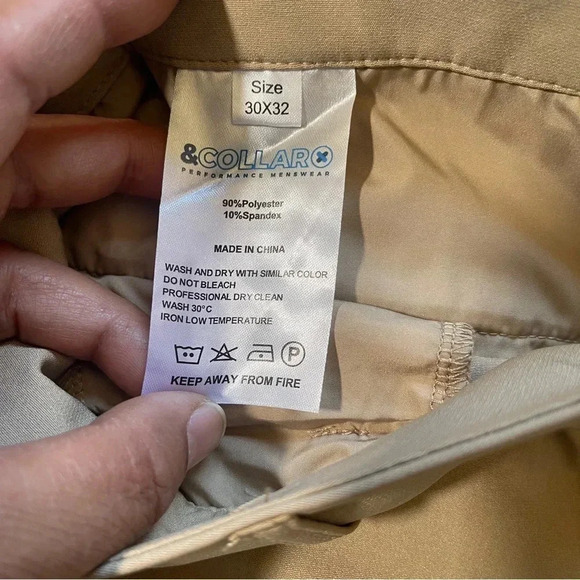 Size
30X32
&COLLAR
PERFORMANCE MENSWEAR
90%Polyester
10%Spandex
MADE IN CHINA
WASH AND DRY WITH SIMILAR COLOR
DO NOT BLEACH
PROFESSIONAL DRY CLEAN
WASH 30°C
IRON LOW TEMPERATURE
P
KEEP AWAY FROM FIRE